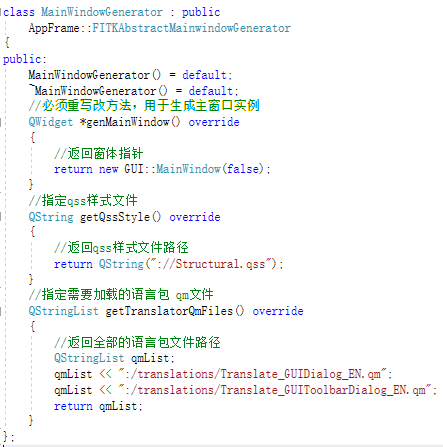 class MainWindowGenerator : public
    AppFrame::FITKAbstractMainwindowGenerator
{
public:
    MainWindowGenerator() = default;
    ~MainWindowGenerator() = default;
    //必须重写改方法，用于生成主窗口实例
    QWidget *genMainWindow() override
    {
        //返回窗体指针
        return new GUI::MainWindow(false);
    }
    //指定qss样式文件
    QString getQssStyle() override
    {
        //返回qss样式文件路径
        return QString("://Structural.qss");
    }
    //指定需要加载的语言包 qm文件
    QStringList getTranslatorQmFiles() override
    {
        //返回全部的语言包文件路径
        QStringList qmList;
        qmList << ":/translations/Translate_GUIDialog_EN.qm";
        qmList << ":/translations/Translate_GUIToolbarDialog_EN.qm";
        return qmList;
    }
};